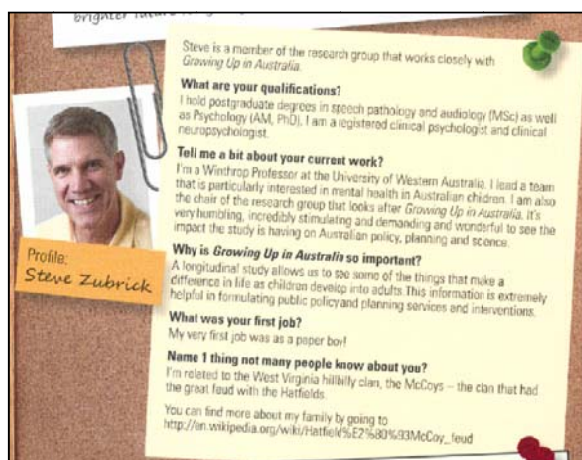 brighter future
Steve is a member of the research group that works closely with
Growing Up in Australia.
What are your qualifications?
I hold postgraduate degrees in speech pathology and audiology (MSc) as well
as Psychology (AM, PhD). I am a registered clinical psychologist and clinical
neuropsychologist.
Tell me a bit about your current work?
I'm a Winthrop Professor at the University of Western Australia. I lead a team
that is particularly interested in mental health in Australian children. I am also
the chair of the research group that looks after Growing Up in Australia. It's
very humbling, incredibly stimulating and demanding and wonderful to see the
impact the study is having on Australian policy, planning and science.
Why is Growing Up in Australia so important?
A longitudinal study allows us to see some of the things that make a
difference in life as children develop into adults. This information is extremely
helpful in formulating public policy and planning services and interventions.
What was your first job?
My very first job was as a paper boy!
Name 1 thing not many people know about you?
I'm related to the West Virginia hillbilly clan, the McCoys – the clan that had
the great feud with the Hatfields.
You can find more about my family by going to
http://en.wikipedia.org/wiki/Hatfield%E2%80%93McCoy_feud
Profile:
Steve Zubrick